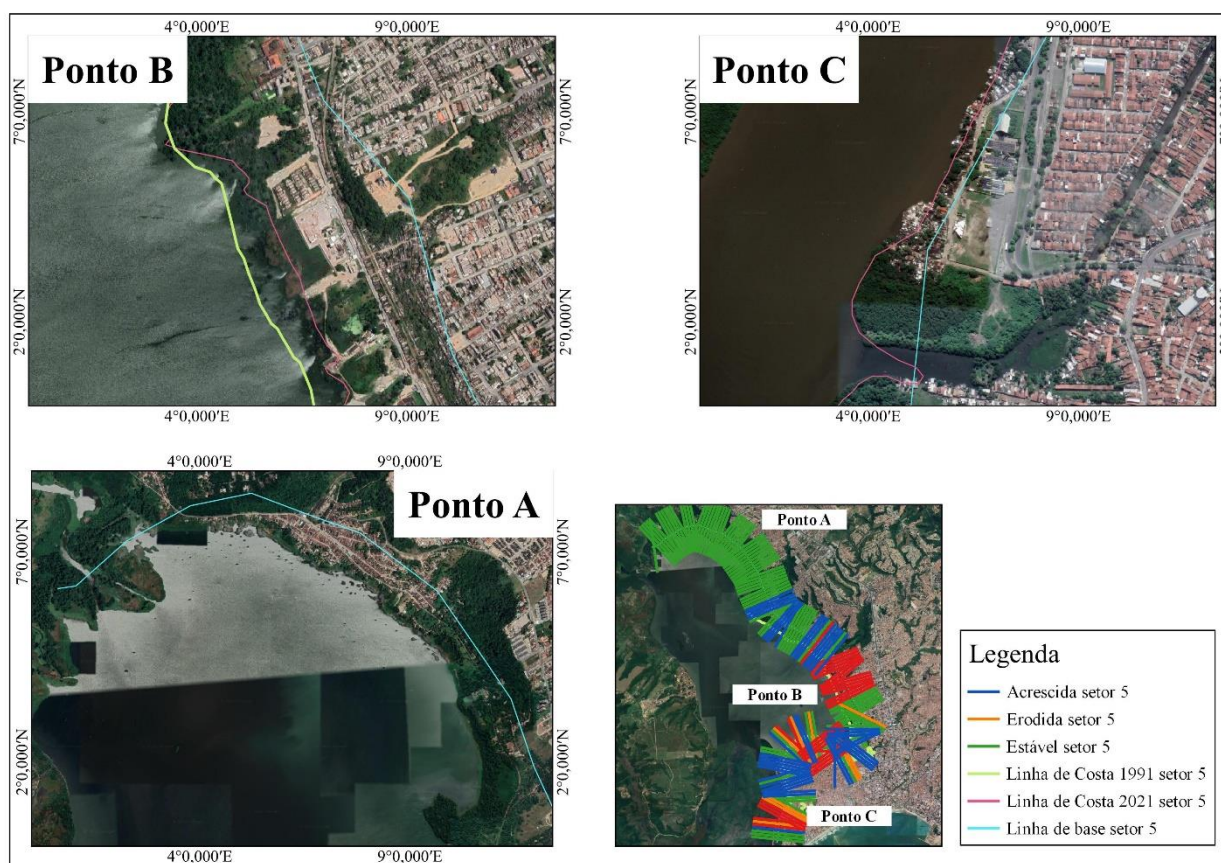 4°0,000'E 9°0,000'E
4°0,000'E 9°0,000'E
Ponto B
Ponto C
7°0,000'N
7°0,000'N
7°0,000'N
2°0,000'N
2°0,000'N
2°0,000'N
4°0,000'E 9°0,000'E
4°0,000'E 9°0,000'E
4°0,000'E 9°0,000'E
Ponto A
7°0,000'N
7°0,000'N
2°0,000'N
2°0,000'N
4°0,000'E 9°0,000'E
Ponto A
Ponto B
Ponto C
Legenda
Acrescida setor 5
Erodida setor 5
Estável setor 5
Linha de Costa 1991 setor 5
Linha de Costa 2021 setor 5
Linha de base setor 5